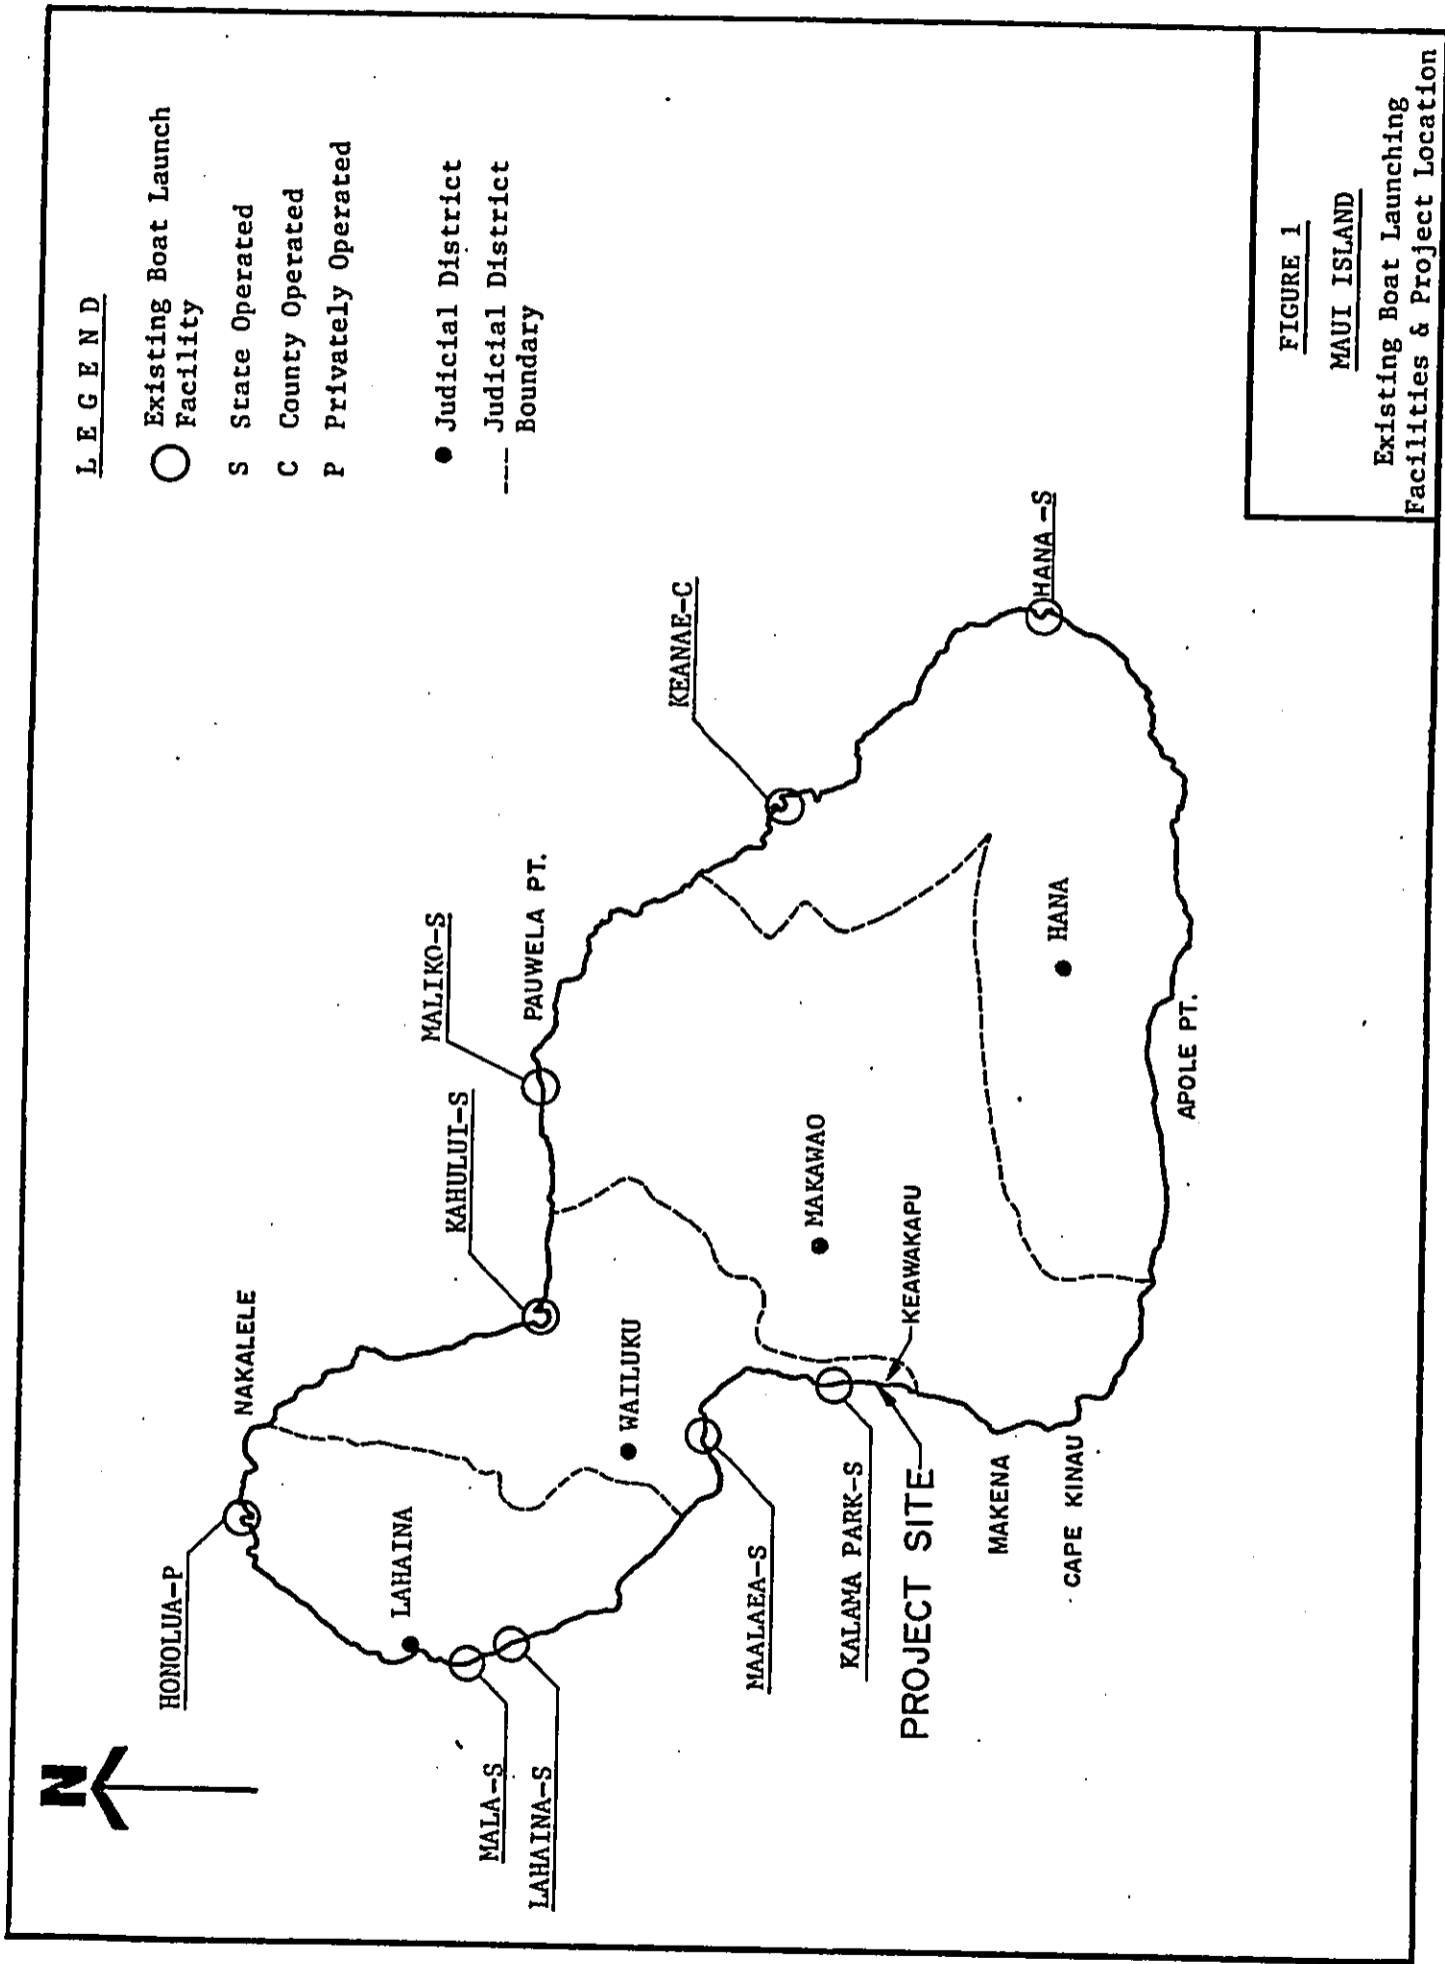 N
L E G E N D
Existing Boat Launch
Facility
S State Operated
C County Operated
P Privately Operated
Judicial District
Judicial District
Boundary
HONOLUA-P
NAKALELE
LAHAINA
MALA-S
LAHAINA-S
KAHULUI-S
MALIKO-S
PAUWELA PT.
KEANAE-C
WAILUKU
MAALAEA-S
KALAMA PARK-S
PROJECT SITE
KEAWAKAPU
MAKAWAO
MAKENA
CAPE KINAU
HANA
APOLE PT.
HANA-S
FIGURE 1
MAUI ISLAND
Existing Boat Launching
Facilities & Project Location